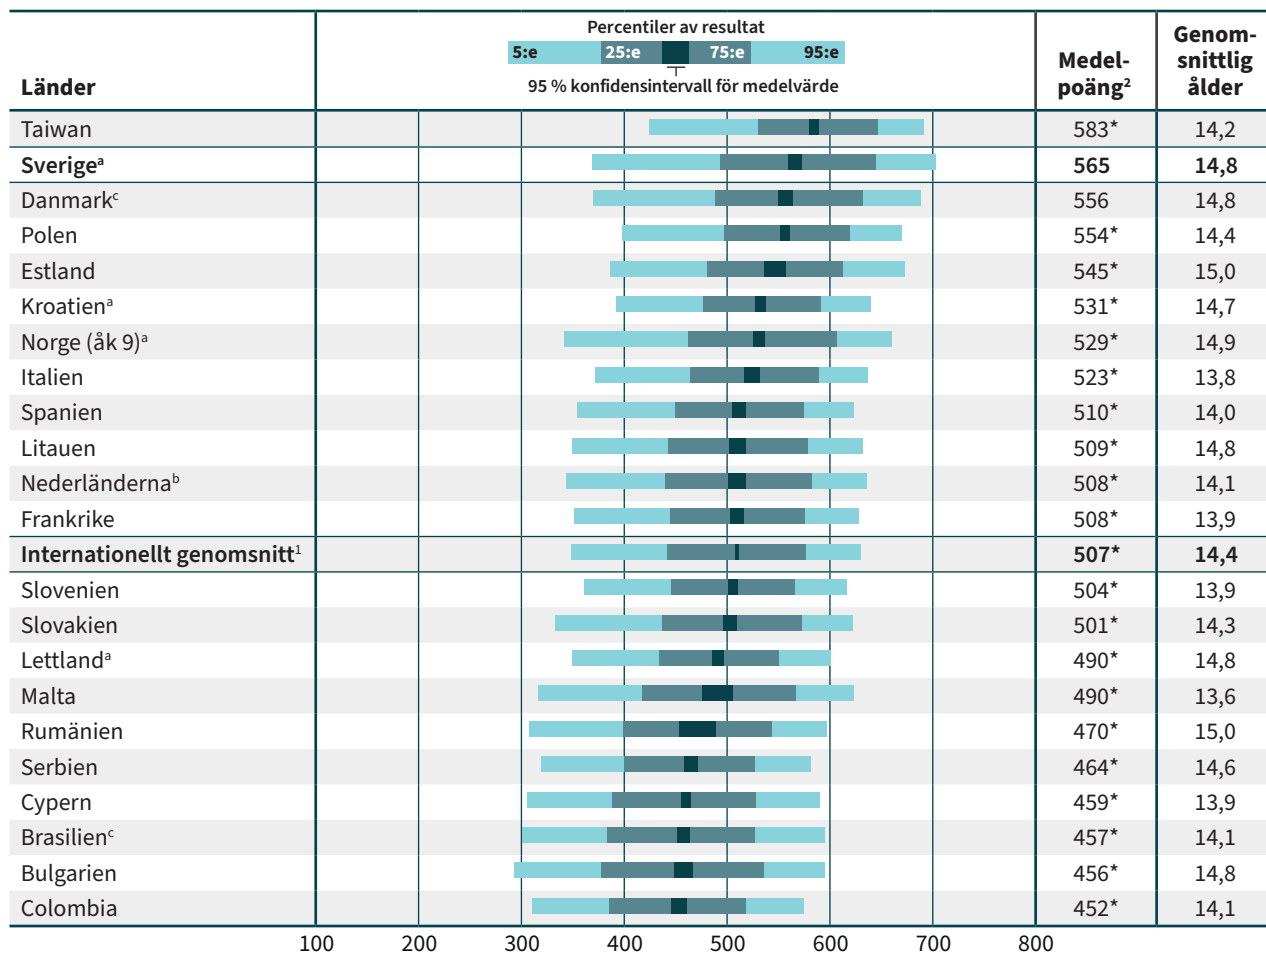 Percentiler av resultat
5:e 25:e 75:e 95:e
95 % konfidensintervall för medelvärde
Länder
Medel-
poäng²
Genom-
snittlig
ålder
Taiwan 583* 14,2
Sverigeᵃ 565 14,8
Danmarkᶜ 556 14,8
Polen 554* 14,4
Estland 545* 15,0
Kroatienᵃ 531* 14,7
Norge (åk 9)ᵃ 529* 14,9
Italien 523* 13,8
Spanien 510* 14,0
Litauen 509* 14,8
Nederländernaᵇ 508* 14,1
Frankrike 508* 13,9
Internationellt genomsnitt¹ 507* 14,4
Slovenien 504* 13,9
Slovakien 501* 14,3
Lettlandᵃ 490* 14,8
Malta 490* 13,6
Rumänien 470* 15,0
Serbien 464* 14,6
Cypern 459* 13,9
Brasilienᶜ 457* 14,1
Bulgarien 456* 14,8
Colombia 452* 14,1
100 200 300 400 500 600 700 800